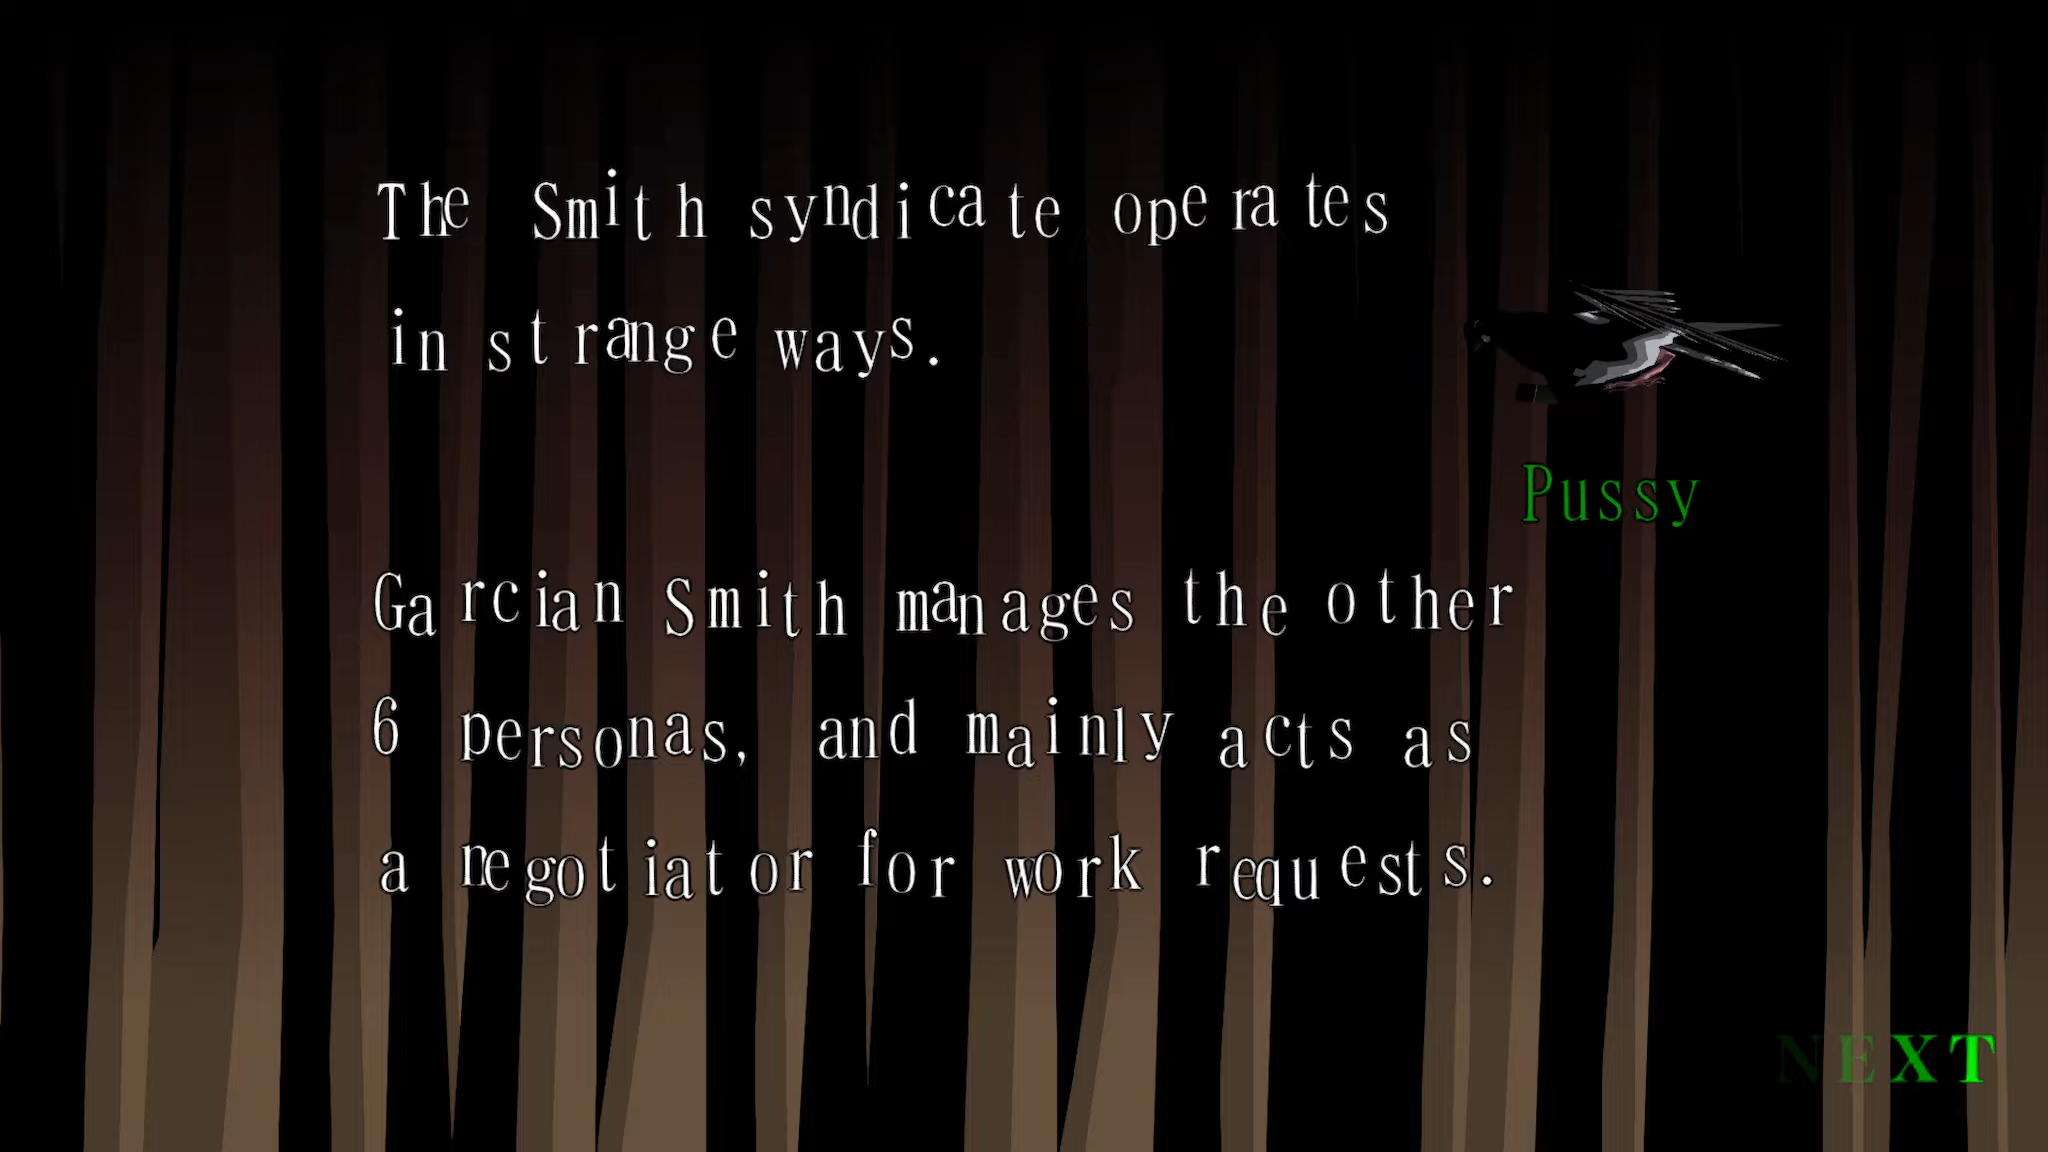 The Smith syndicate operates
in strange ways.
Pussy
Garcian Smith manages the other
6 personas, and mainly acts as
a negotiator for work requests.
NEXT